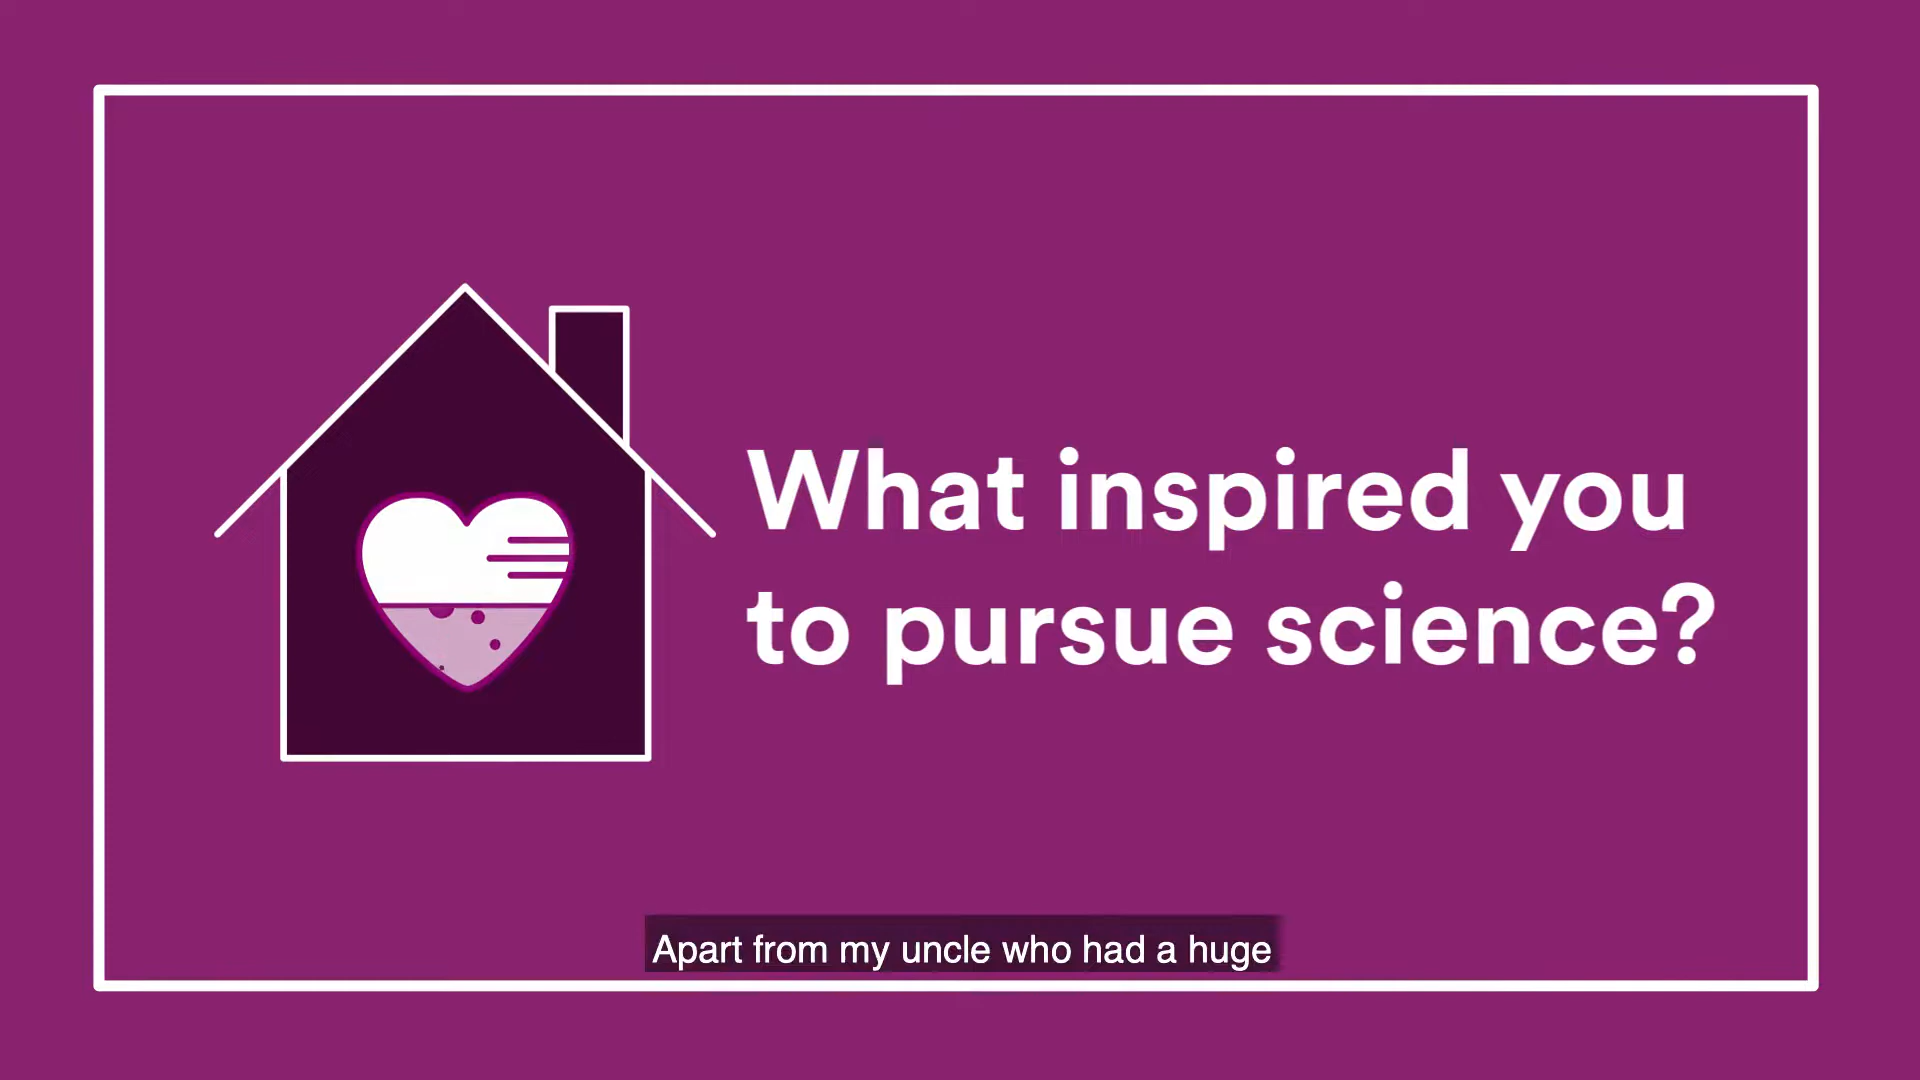 What inspired you
to pursue science?
Apart from my uncle who had a huge